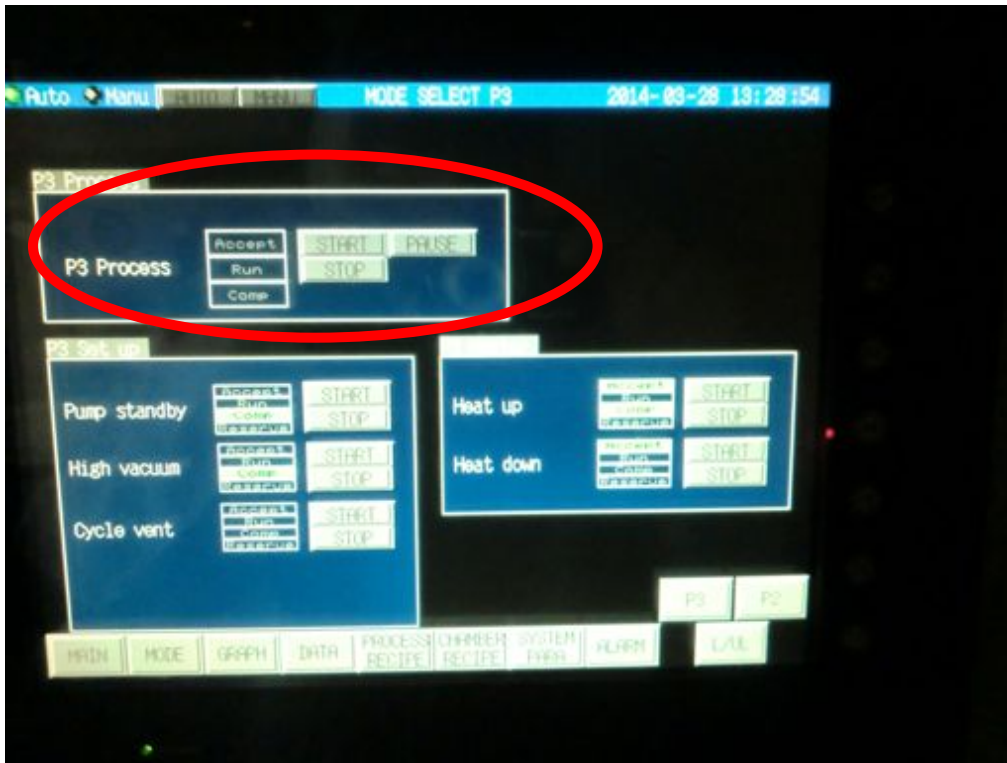 Auto Manu AUTO MANU MODE SELECT P3 2014-03-28 13:28:54
P3 Process
P3 Process Accept START PAUSE
Run STOP
Comp
P3 Set up
Pump standby Accept START
Run
Comp STOP
Reserve
High vacuum Accept START
Run
Comp STOP
Reserve
Cycle vent Accept START
Run
Comp STOP
Reserve
Heat up Accept START
Run
Comp STOP
Reserve
Heat down Accept START
Run
Comp STOP
Reserve
P3 P2
MAIN MODE GRAPH DATA PROCESS RECIPE CHAMBER RECIPE SYSTEM PARA ALARM L/UL